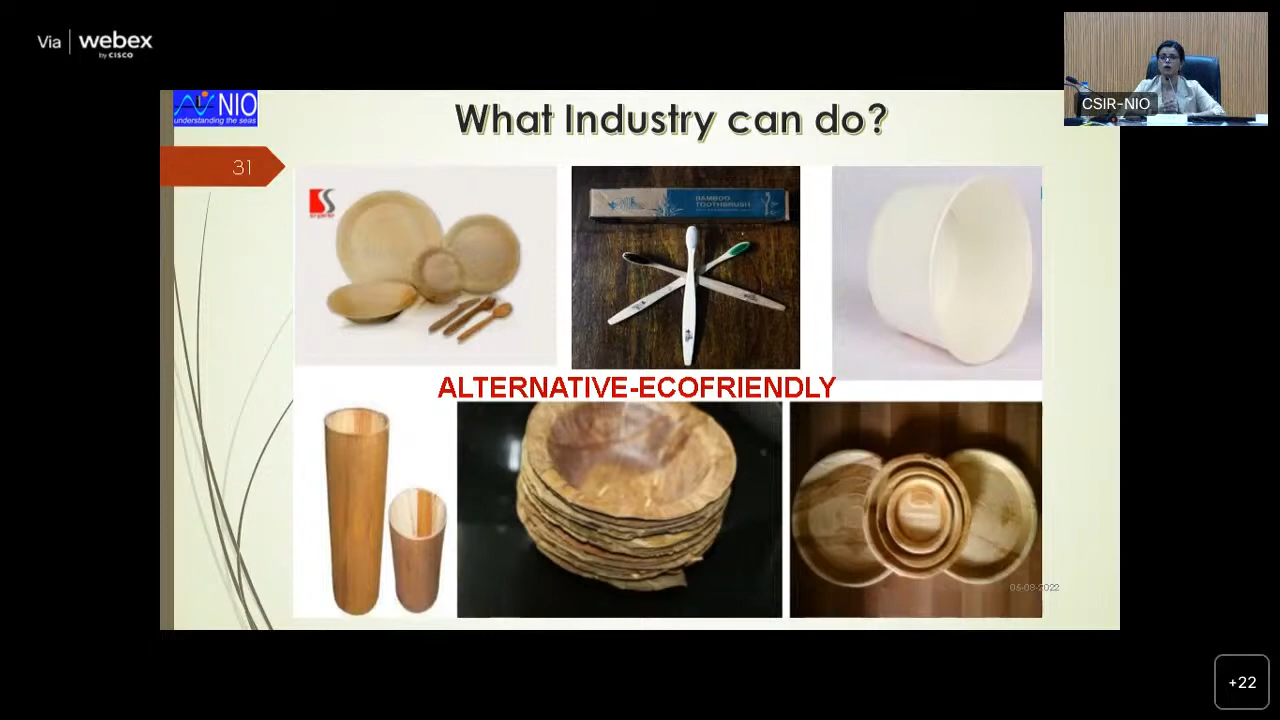 Via webex
by CISCO
CSIR-NIO
NIO
understanding the seas
What Industry can do?
31
BAMBOO
TOOTHBRUSH
ALTERNATIVE-ECOFRIENDLY
05-08-2022
+22